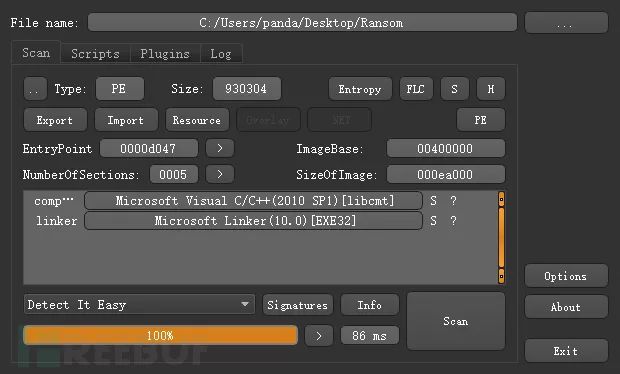 File name: C:/Users/panda/Desktop/Ransom ...
Scan Scripts Plugins Log
.. Type: PE Size: 930304 Entropy FLC S H
Export Import Resource Overlay .NET PE
EntryPoint 0000d047 > ImageBase: 00400000
NumberOfSections: 0005 > SizeOfImage: 000ea000
comp… Microsoft Visual C/C++(2010 SP1)[libcmt] S ?
linker Microsoft Linker(10.0)[EXE32] S ?
Options
Detect It Easy Signatures Info Scan About
100% > 86 ms
Exit
REEBUF